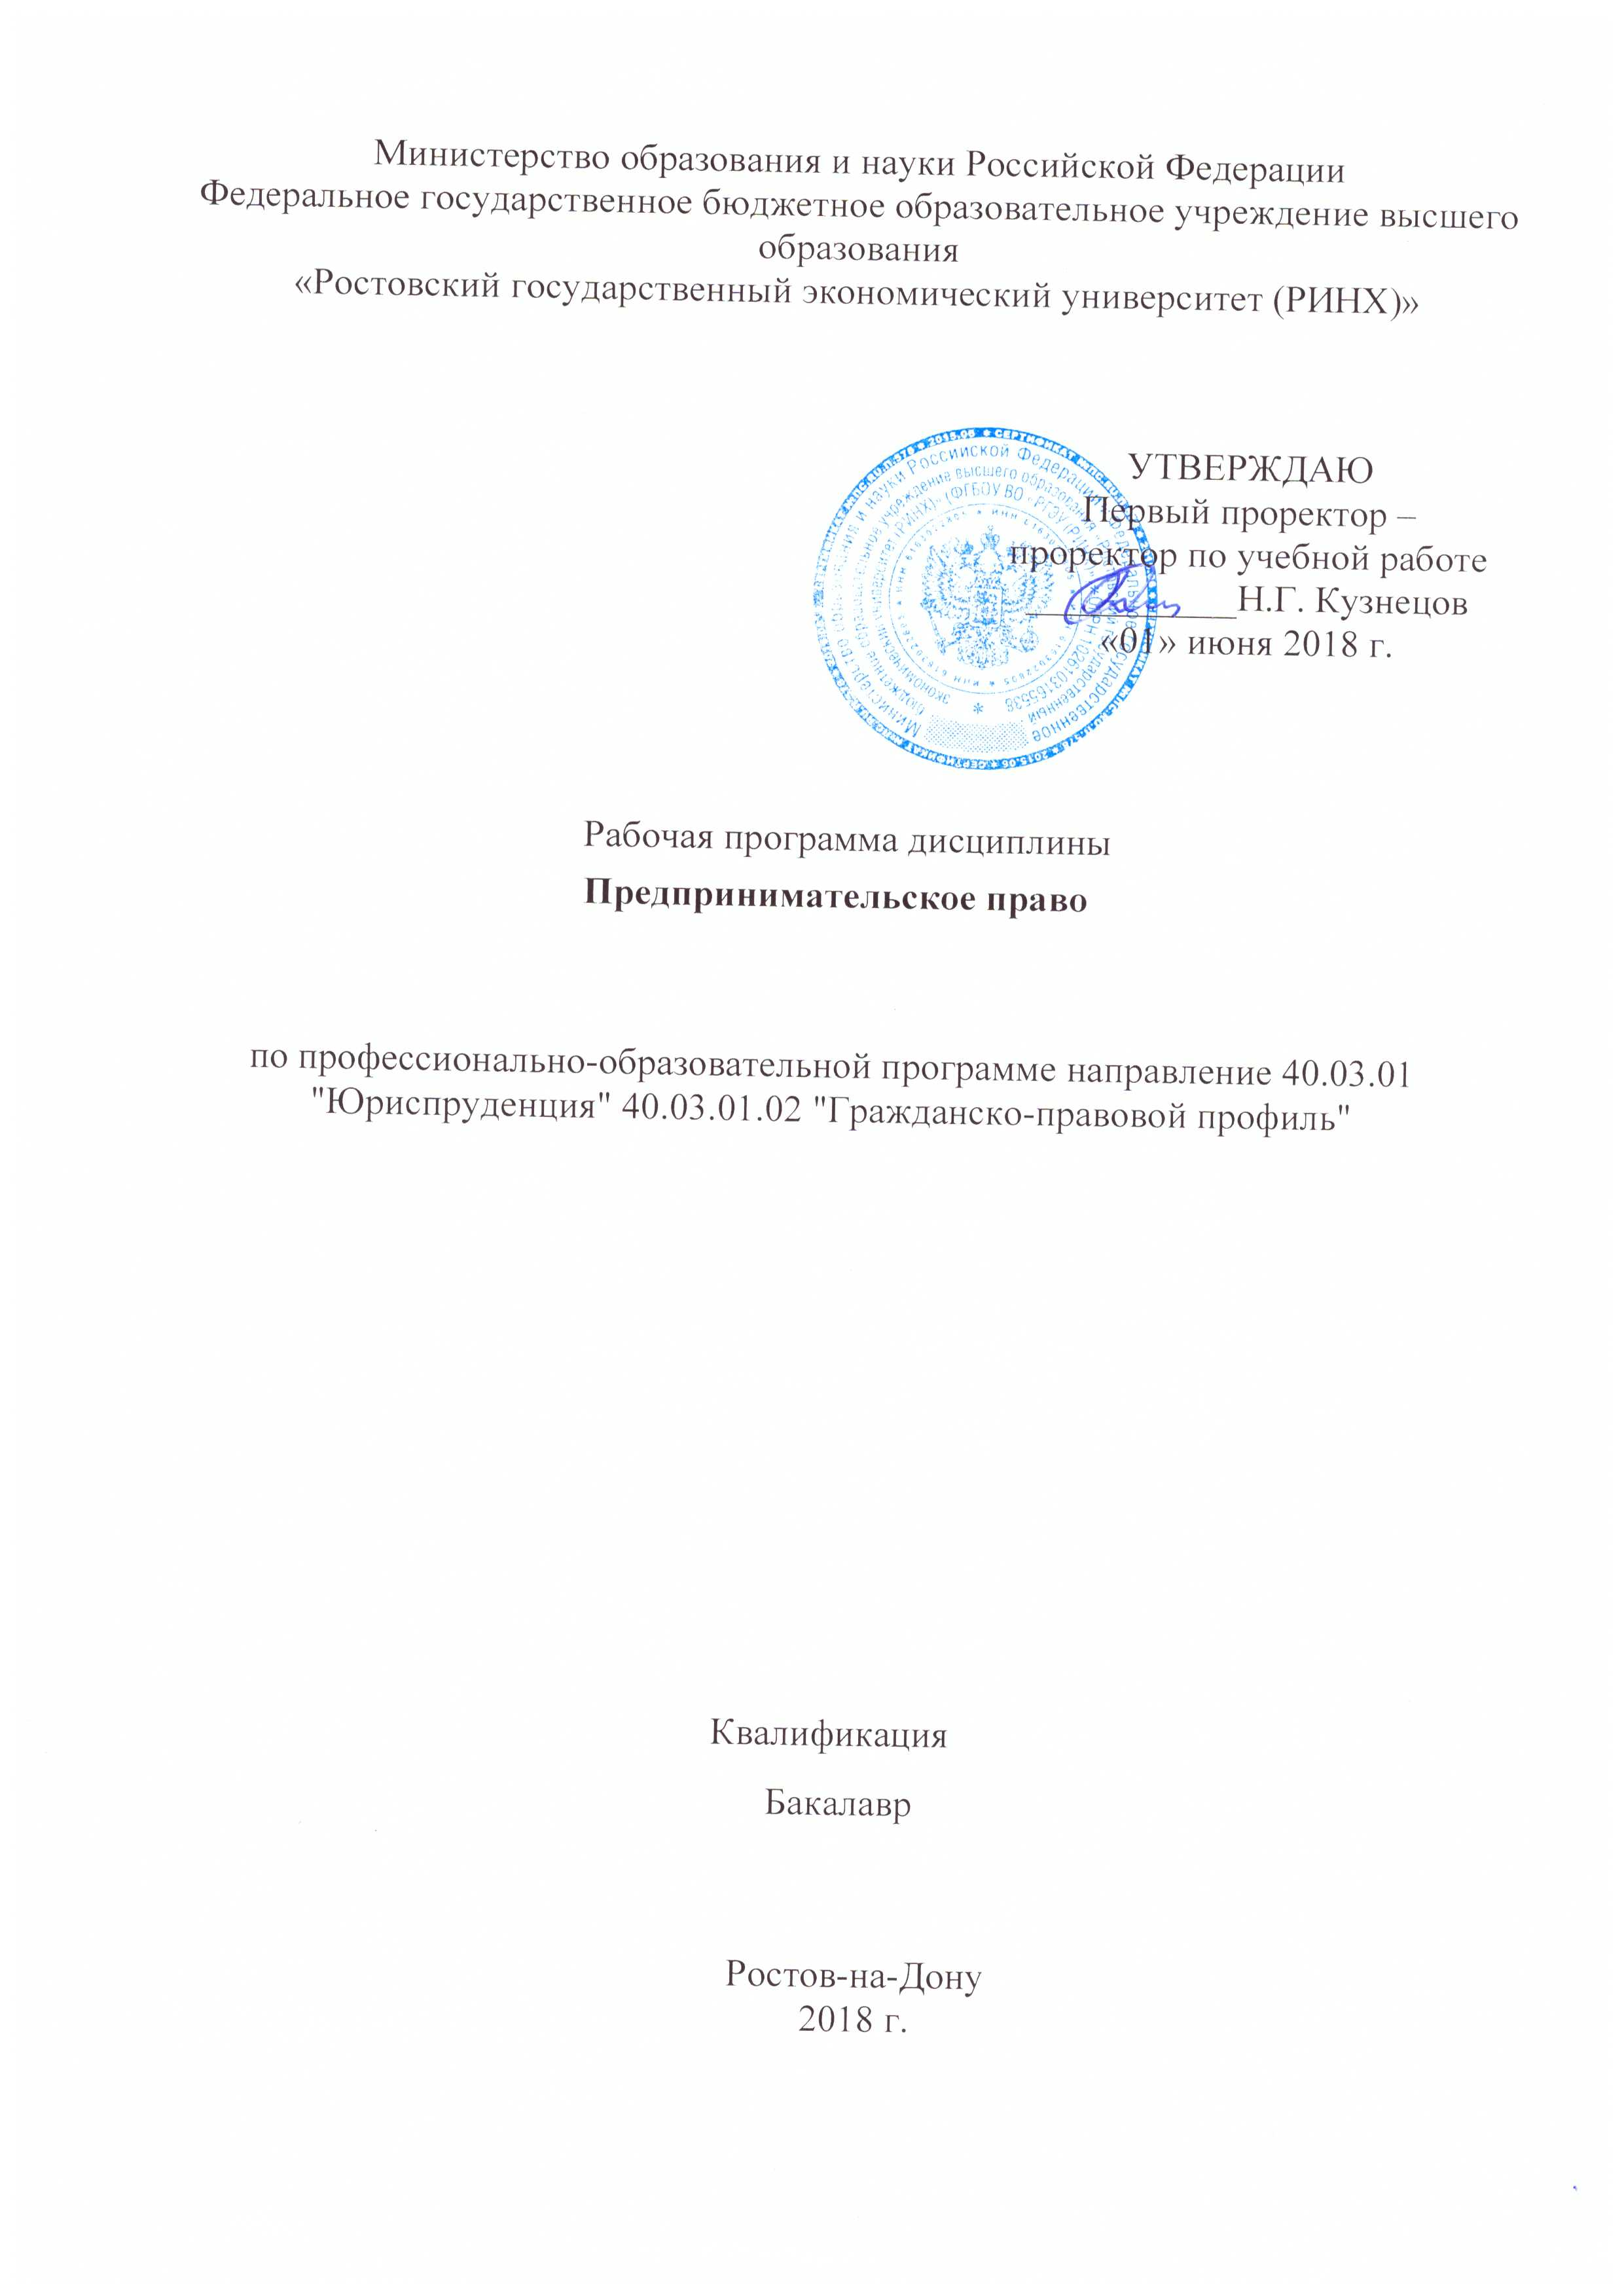 Министерство образования и науки Российской Федерации
Федеральное государственное бюджетное образовательное учреждение высшего
образования
«Ростовский государственный экономический университет (РИНХ)»
УТВЕРЖДАЮ
Первый проректор –
проректор по учебной работе
Н.Г. Кузнецов
«01» июня 2018 г.
Рабочая программа дисциплины
Предпринимательское право
по профессионально-образовательной программе направление 40.03.01
"Юриспруденция" 40.03.01.02 "Гражданско-правовой профиль"
Квалификация
Бакалавр
Ростов-на-Дону
2018 г.